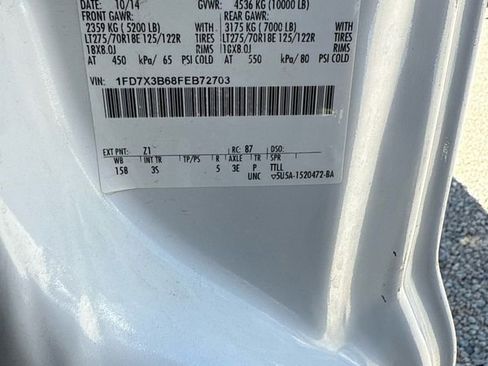 DATE: 10/14 GVWR: 4536 KG (10000 LB)
FRONT GAWR: REAR GAWR:
2359 KG (5200 LB) WITH 3175 KG (7000 LB) WITH
LT275/70R18E 125/122R TIRES LT275/70R18E 125/122R TIRES
18X8.0J RIMS 18X8.0J RIMS
AT 450 kPa/ 65 PSI COLD AT 550 kPa/ 80 PSI COLD
VIN: 1FD7X3B68FEB72703
EXT PNT: Z1 RC: 87 DSO:
WB INT TR TP/PS R AXLE TR SPR
158 3S 5 3E P TTLL
UNC 5U5A-1520472-BA